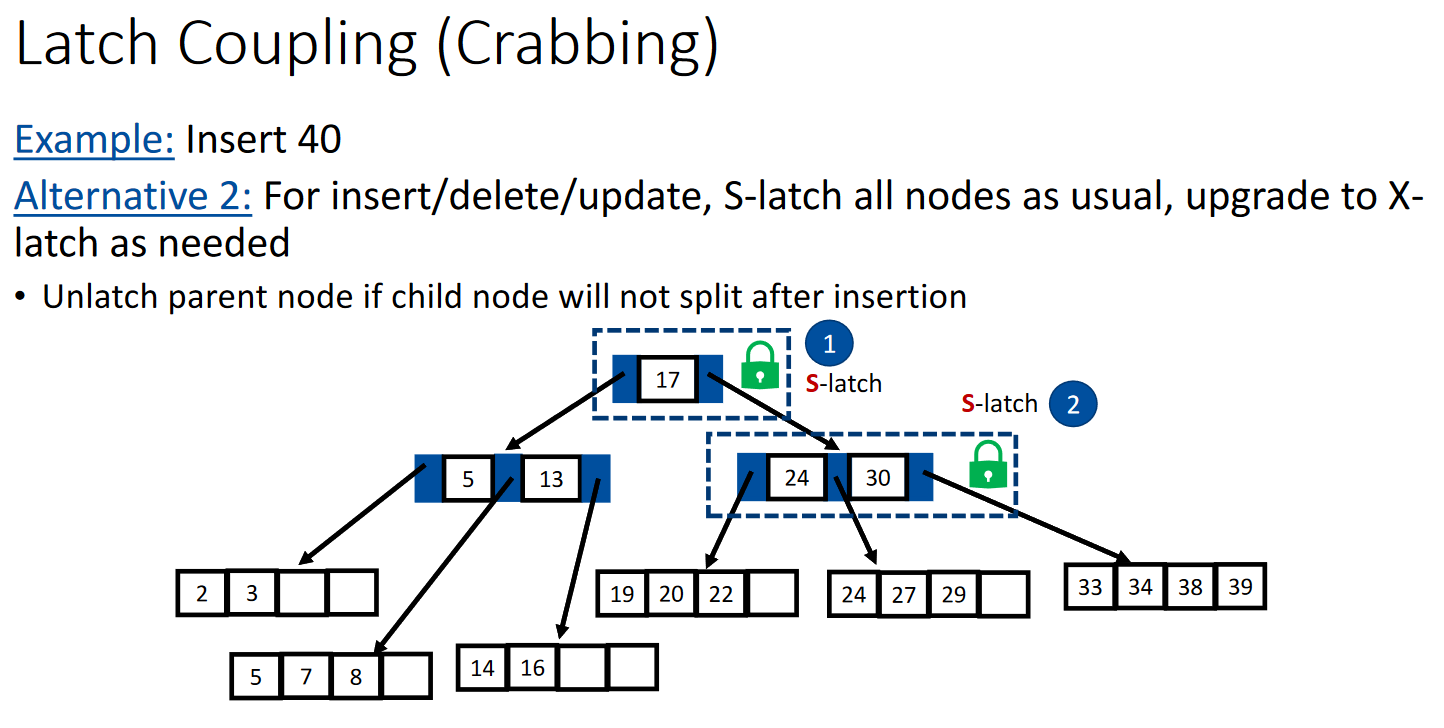 Latch Coupling (Crabbing)
Example: Insert 40
Alternative 2: For insert/delete/update, S-latch all nodes as usual, upgrade to X-
latch as needed
• Unlatch parent node if child node will not split after insertion
1
17
S-latch
S-latch 2
5 13
24 30
2 3
19 20 22
24 27 29
33 34 38 39
5 7 8
14 16